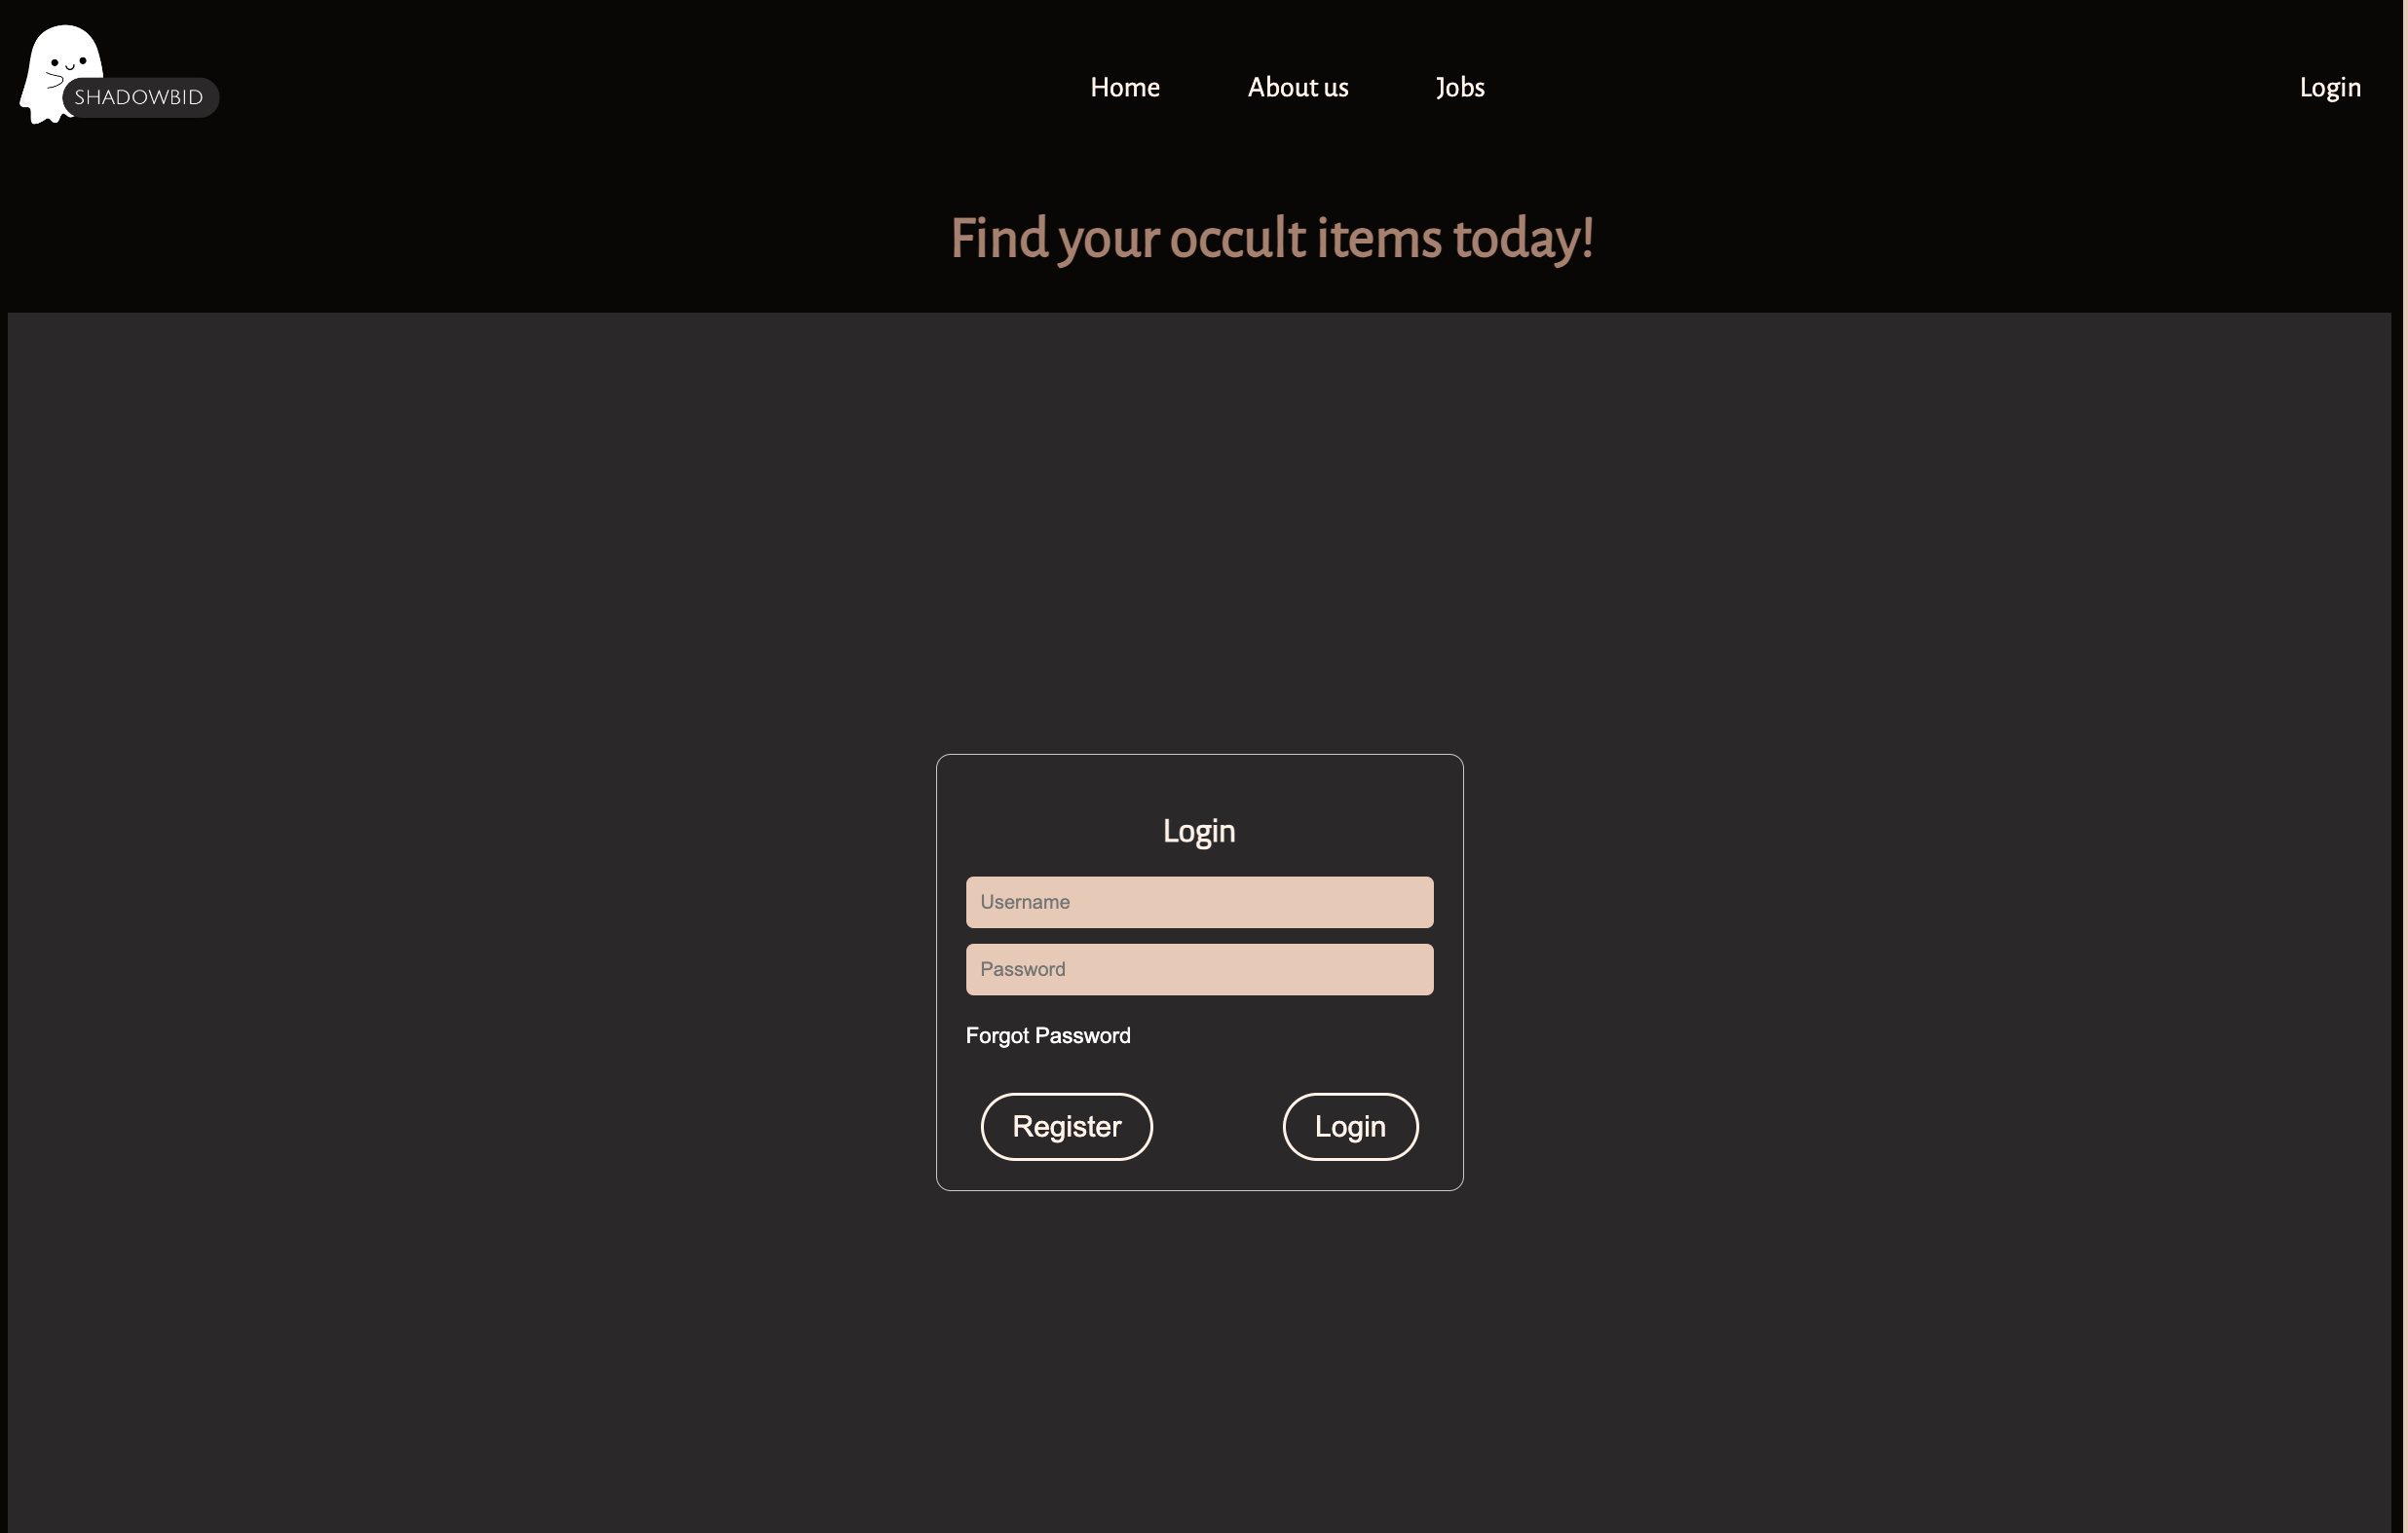 SHADOWBID
Home About us Jobs Login
Find your occult items today!
Login
Username
Password
Forgot Password
Register Login